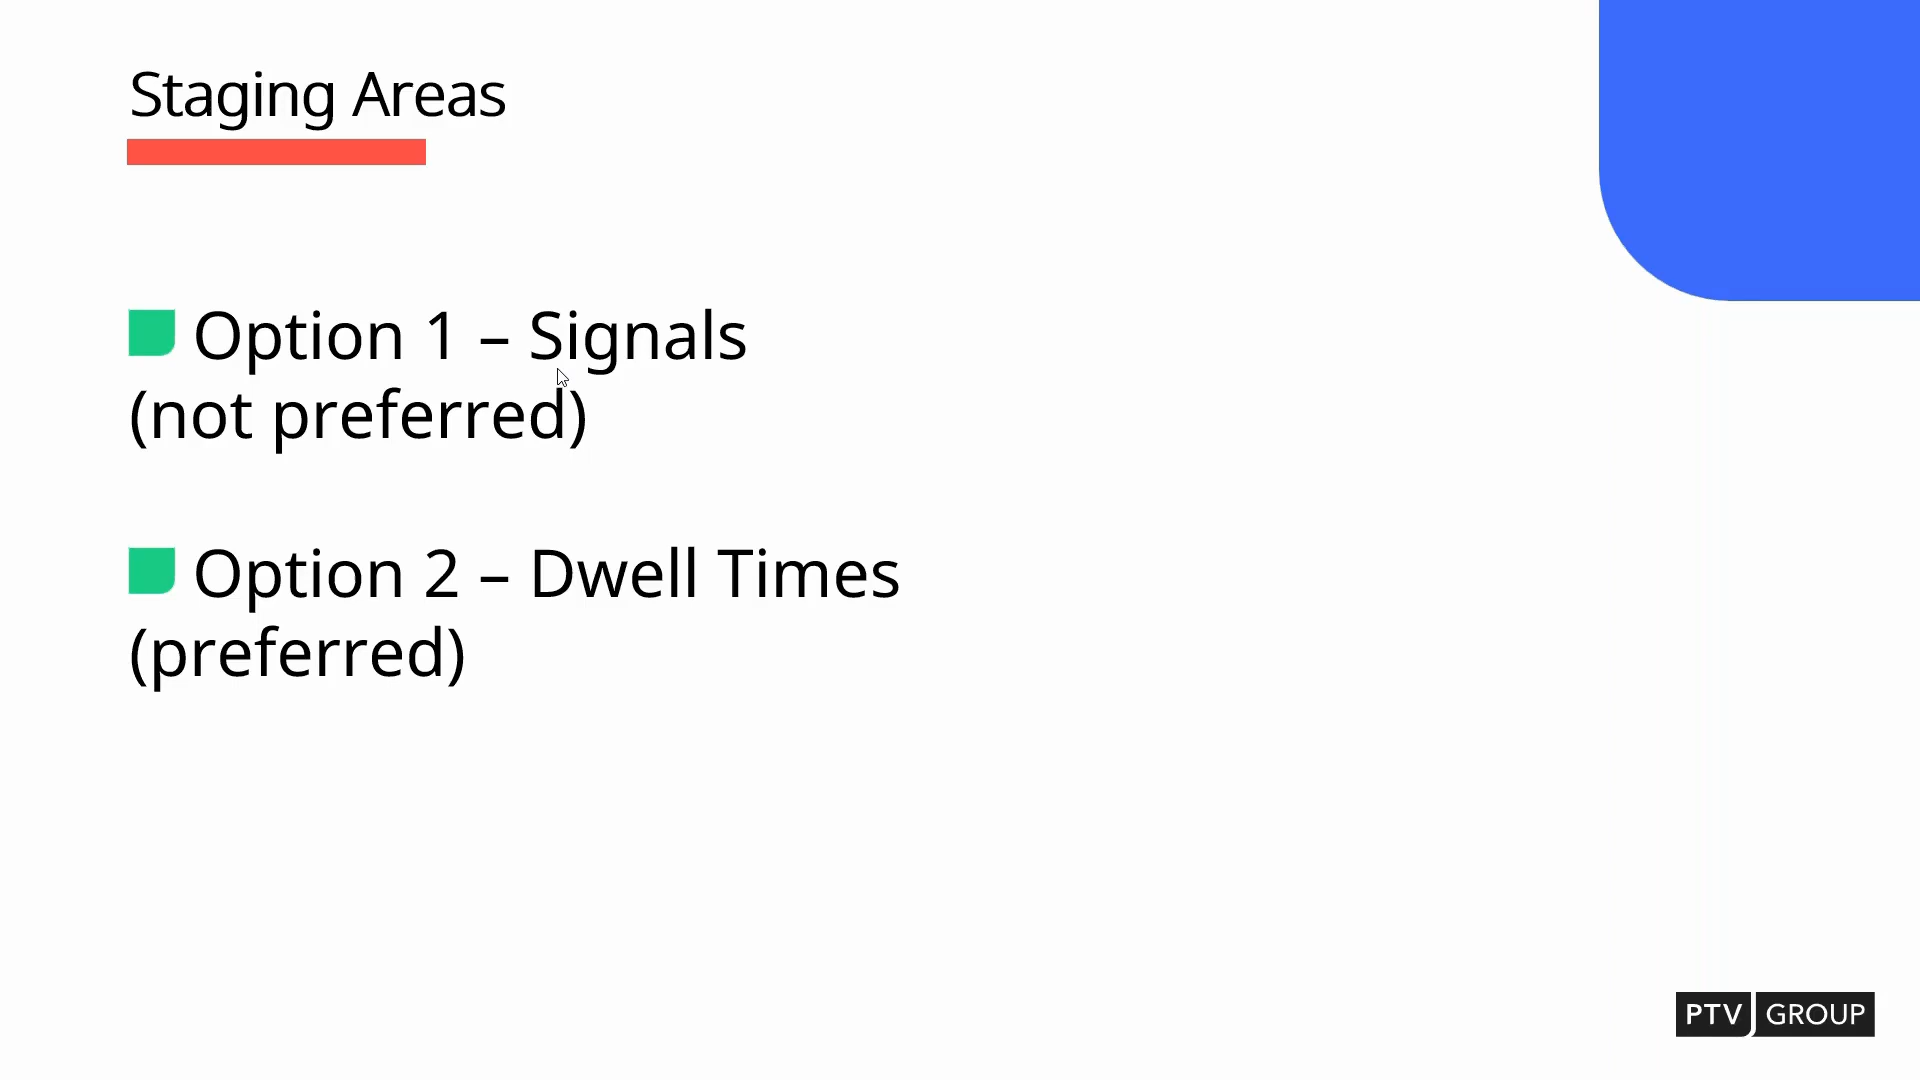 Staging Areas
Option 1 – Signals
(not preferred)
Option 2 – Dwell Times
(preferred)
PTV GROUP